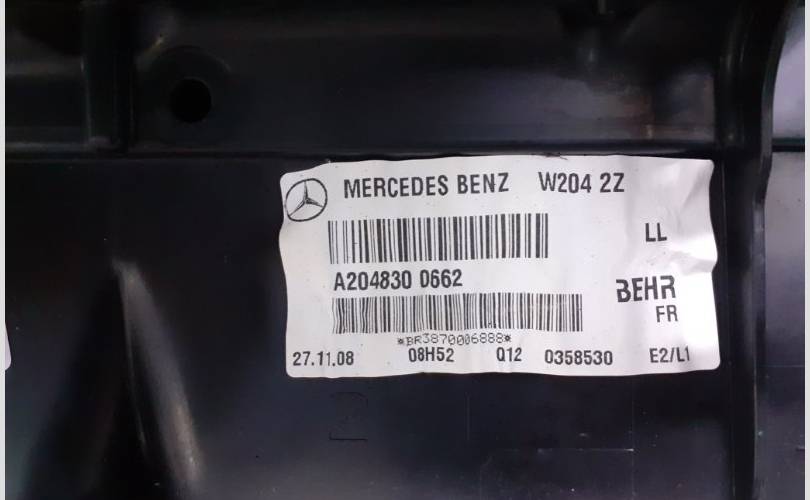 MERCEDES BENZ W204 2Z
LL
A204830 0662
BEHR
FR
*BR3870006888*
27.11.08 08H52 Q12 0358530 E2/L1